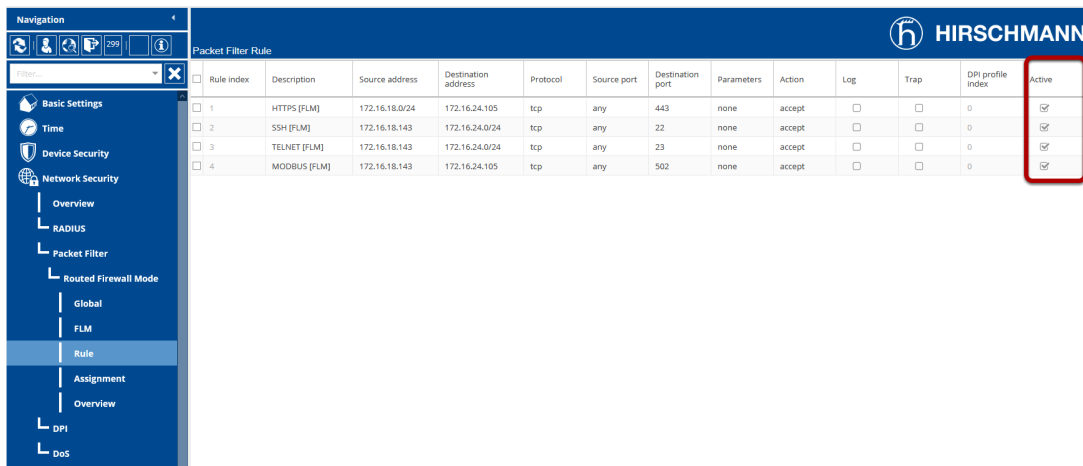 Navigation
299
Filter...
Basic Settings
Time
Device Security
Network Security
Overview
RADIUS
Packet Filter
Routed Firewall Mode
Global
FLM
Rule
Assignment
Overview
DPI
DoS
HIRSCHMANN
Packet Filter Rule
Rule index Description Source address Destination address Protocol Source port Destination port Parameters Action Log Trap DPI profile index Active
1 HTTPS [FLM] 172.16.18.0/24 172.16.24.105 tcp any 443 none accept 0
2 SSH [FLM] 172.16.18.143 172.16.24.0/24 tcp any 22 none accept 0
3 TELNET [FLM] 172.16.18.143 172.16.24.0/24 tcp any 23 none accept 0
4 MODBUS [FLM] 172.16.18.143 172.16.24.105 tcp any 502 none accept 0